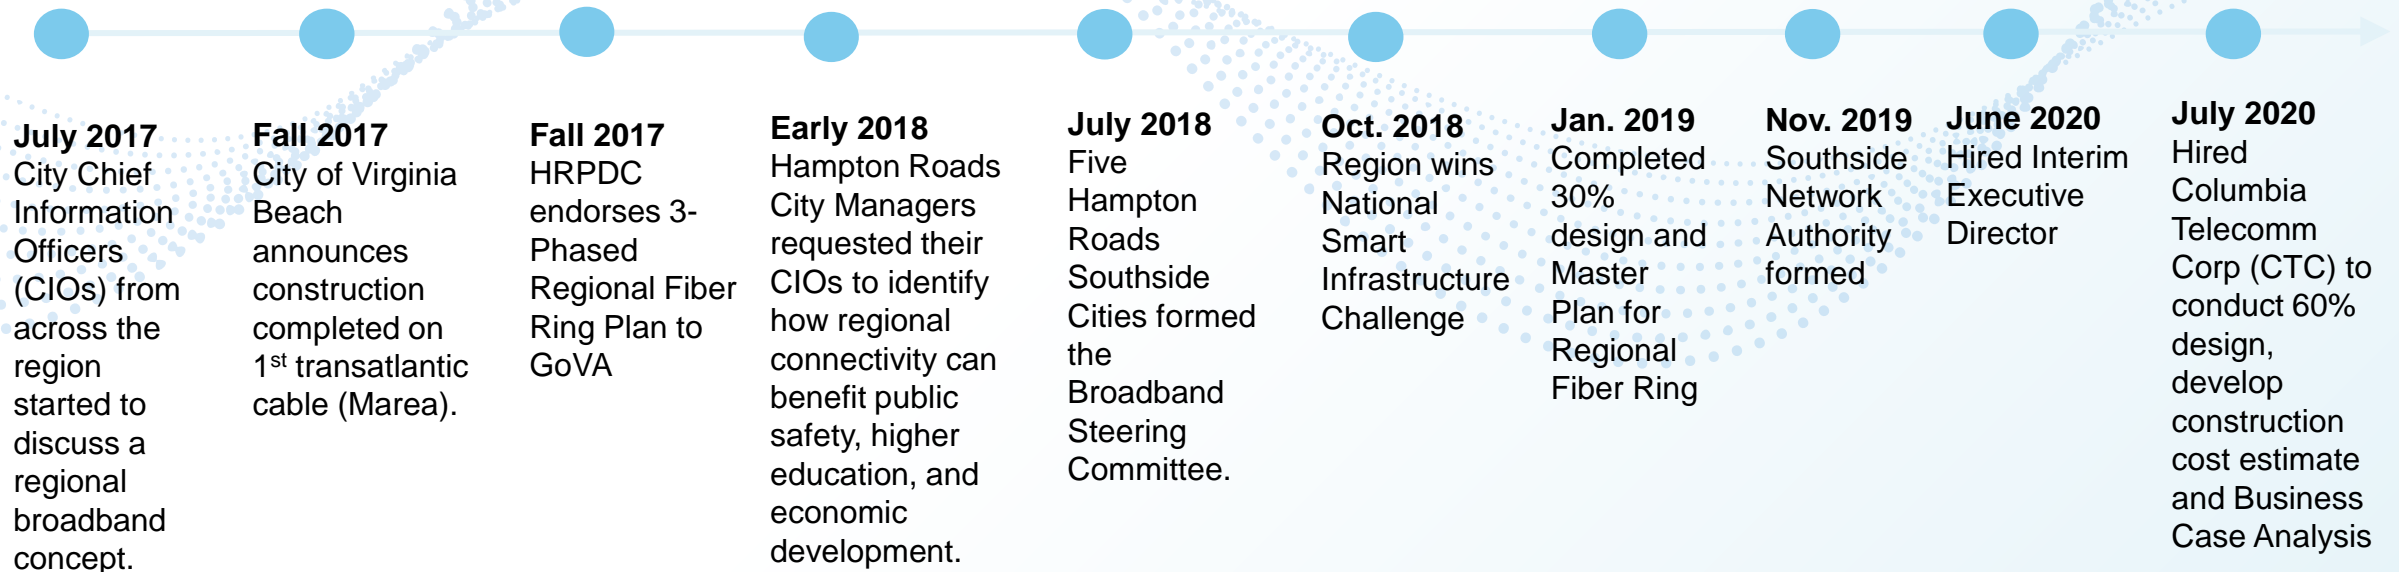 July 2017
City Chief
Information
Officers
(CIOs) from
across the
region
started to
discuss a
regional
broadband
concept.
Fall 2017
City of Virginia
Beach
announces
construction
completed on
1st transatlantic
cable (Marea).
Fall 2017
HRPDC
endorses 3-
Phased
Regional Fiber
Ring Plan to
GoVA
Early 2018
Hampton Roads
City Managers
requested their
CIOs to identify
how regional
connectivity can
benefit public
safety, higher
education, and
economic
development.
July 2018
Five
Hampton
Roads
Southside
Cities formed
the
Broadband
Steering
Committee.
Oct. 2018
Region wins
National
Smart
Infrastructure
Challenge
Jan. 2019
Completed
30%
design and
Master
Plan for
Regional
Fiber Ring
Nov. 2019
Southside
Network
Authority
formed
June 2020
Hired Interim
Executive
Director
July 2020
Hired
Columbia
Telecomm
Corp (CTC) to
conduct 60%
design,
develop
construction
cost estimate
and Business
Case Analysis